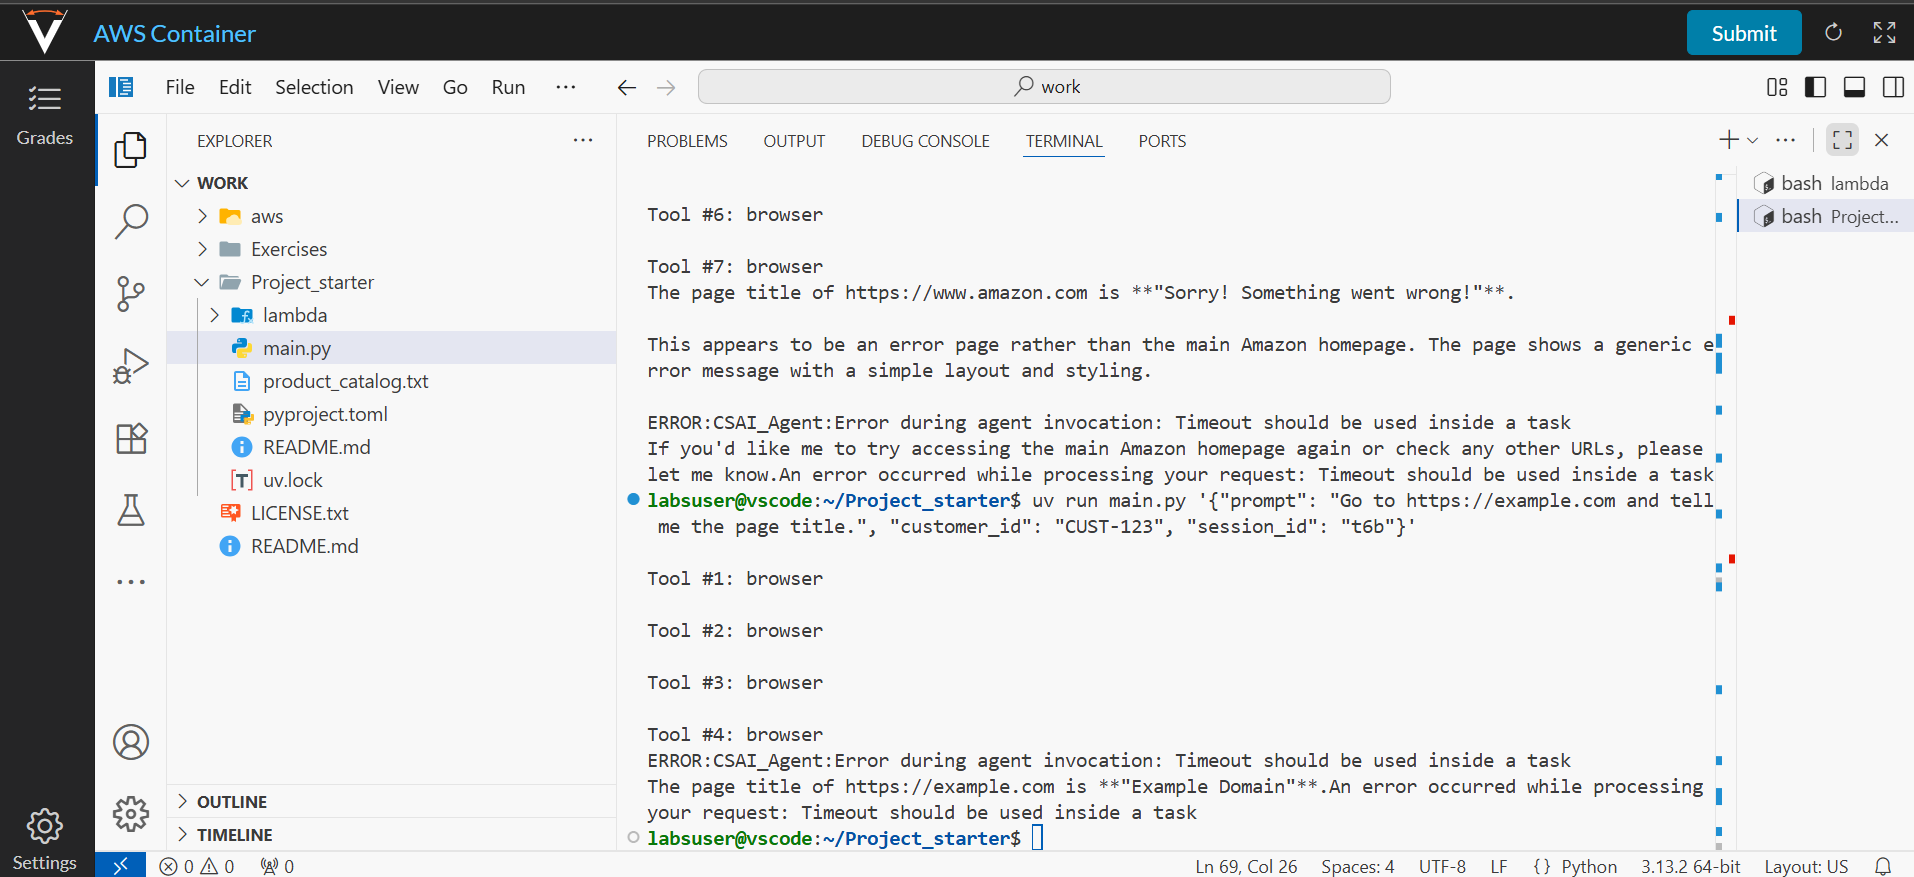 AWS Container
Submit
Grades
Settings
File Edit Selection View Go Run ···
work
EXPLORER
WORK
aws
Exercises
Project_starter
lambda
main.py
product_catalog.txt
pyproject.toml
README.md
uv.lock
LICENSE.txt
README.md
OUTLINE
TIMELINE
PROBLEMS OUTPUT DEBUG CONSOLE TERMINAL PORTS
bash lambda
bash Project...
Tool #6: browser
Tool #7: browser
The page title of https://www.amazon.com is **"Sorry! Something went wrong!"**.
This appears to be an error page rather than the main Amazon homepage. The page shows a generic e
rror message with a simple layout and styling.
ERROR:CSAI_Agent:Error during agent invocation: Timeout should be used inside a task
If you'd like me to try accessing the main Amazon homepage again or check any other URLs, please
let me know.An error occurred while processing your request: Timeout should be used inside a task
labsuser@vscode:~/Project_starter$ uv run main.py '{"prompt": "Go to https://example.com and tell
me the page title.", "customer_id": "CUST-123", "session_id": "t6b"}'
Tool #1: browser
Tool #2: browser
Tool #3: browser
Tool #4: browser
ERROR:CSAI_Agent:Error during agent invocation: Timeout should be used inside a task
The page title of https://example.com is **"Example Domain"**.An error occurred while processing
your request: Timeout should be used inside a task
labsuser@vscode:~/Project_starter$
0 0 0
Ln 69, Col 26 Spaces: 4 UTF-8 LF {} Python 3.13.2 64-bit Layout: US